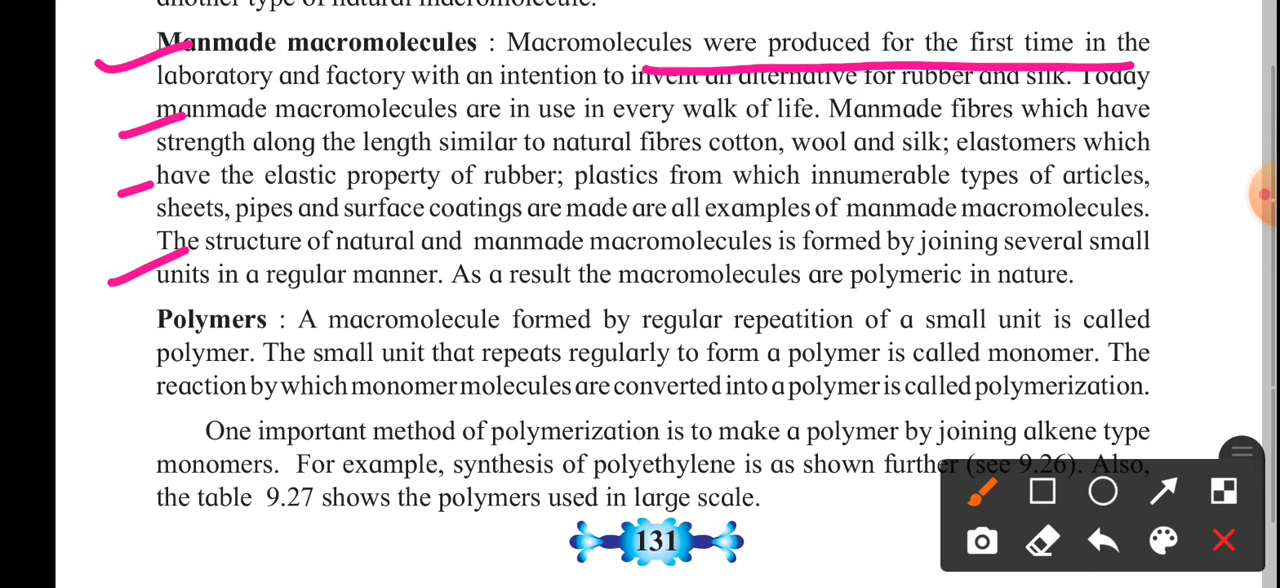 another type of natural macromolecule.
Manmade macromolecules : Macromolecules were produced for the first time in the
laboratory and factory with an intention to invent an alternative for rubber and silk. Today
manmade macromolecules are in use in every walk of life. Manmade fibres which have
strength along the length similar to natural fibres cotton, wool and silk; elastomers which
have the elastic property of rubber; plastics from which innumerable types of articles,
sheets, pipes and surface coatings are made are all examples of manmade macromolecules.
The structure of natural and manmade macromolecules is formed by joining several small
units in a regular manner. As a result the macromolecules are polymeric in nature.
Polymers : A macromolecule formed by regular repeatition of a small unit is called
polymer. The small unit that repeats regularly to form a polymer is called monomer. The
reaction by which monomer molecules are converted into a polymer is called polymerization.
One important method of polymerization is to make a polymer by joining alkene type
monomers. For example, synthesis of polyethylene is as shown further (see 9.26). Also,
the table 9.27 shows the polymers used in large scale.
131